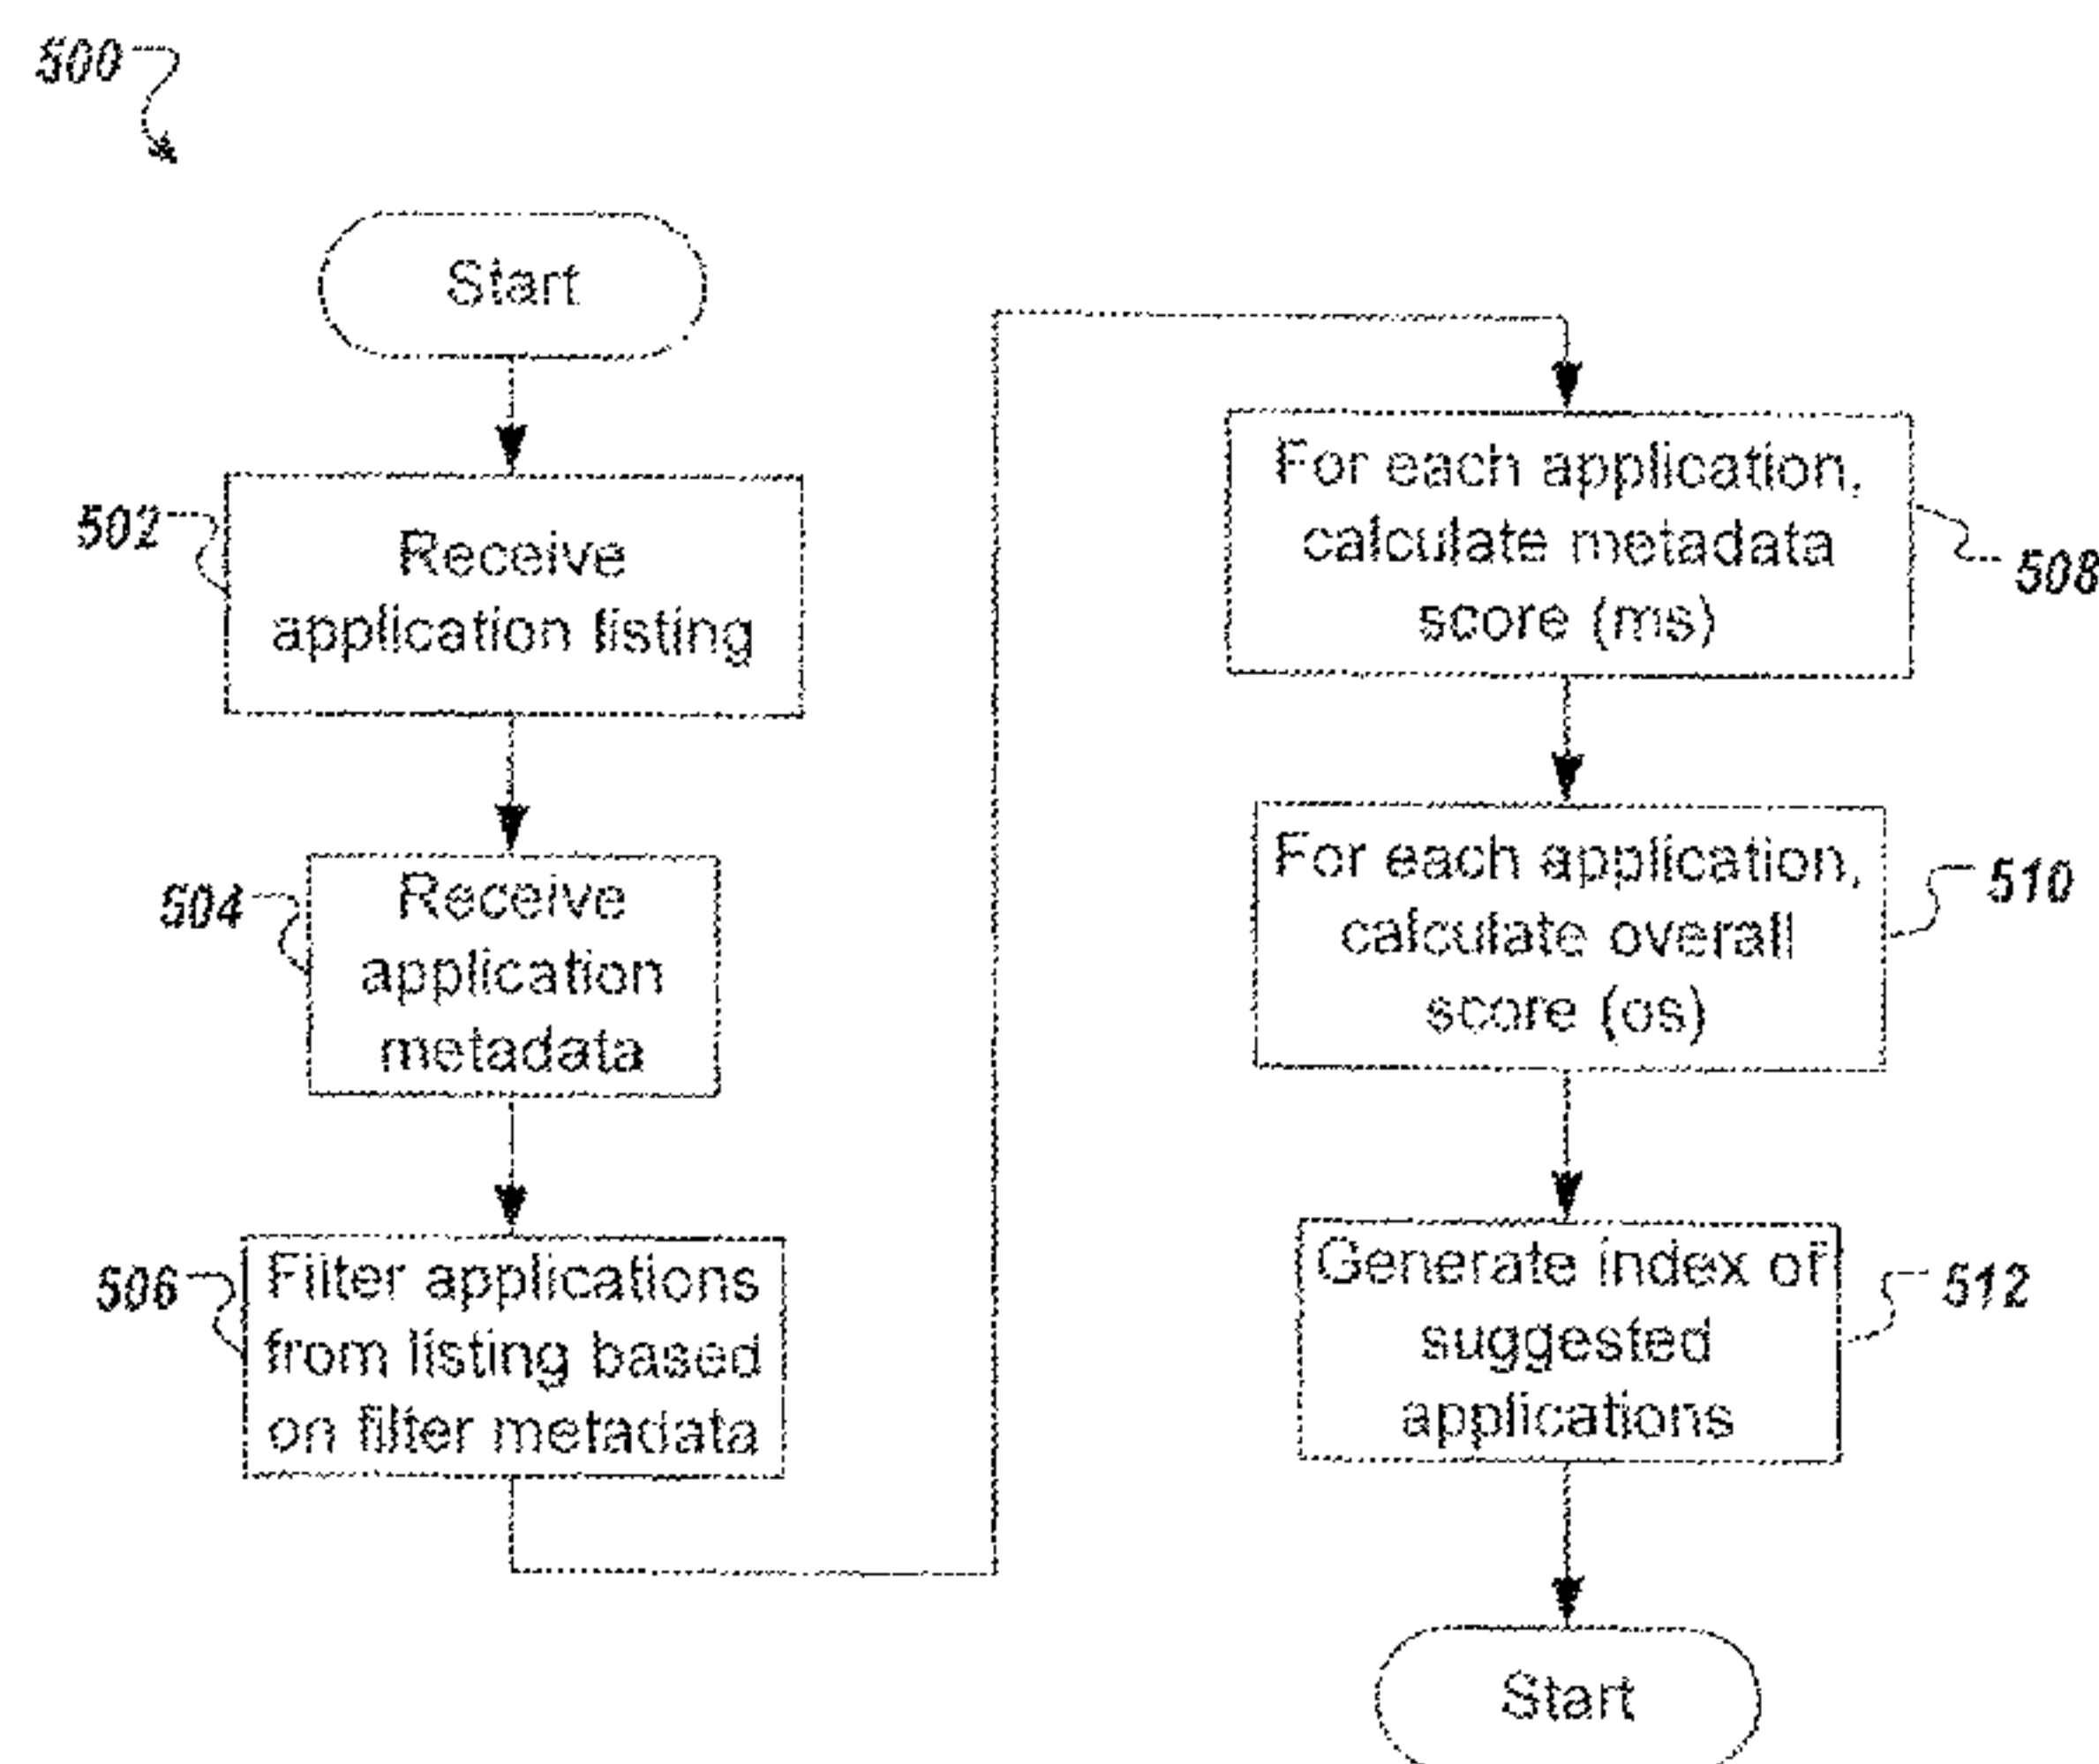 500
Start
502
Receive
application listing
504
Receive
application
metadata
506
Filter applications
from listing based
on filter metadata
For each application,
calculate metadata
score (ms)
508
For each application,
calculate overall
score (os)
510
Generate index of
suggested
applications
512
Start